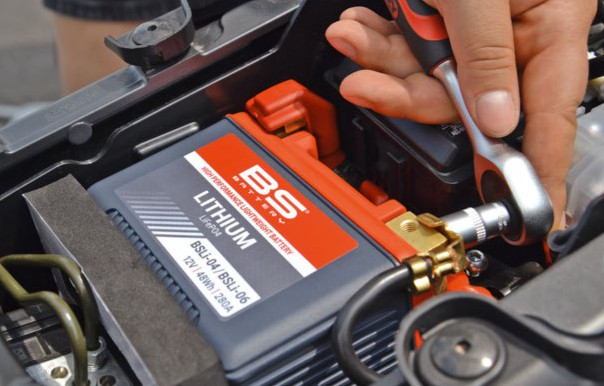 BS®
BATTERY
HIGH PERFORMANCE LIGHTWEIGHT BATTERY
LITHIUM
LiFePO4
BSLi-04 / BSLi-06
12V | 48Wh | 280A